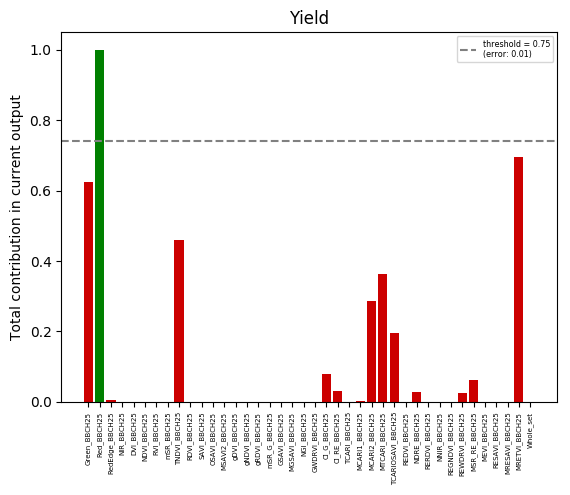 Yield
threshold = 0.75
(error: 0.01)
Total contribution in current output
1.0
0.8
0.6
0.4
0.2
0.0
Green_BBCH25
Red_BBCH25
RedEdge_BBCH25
NIR_BBCH25
DVI_BBCH25
NDVI_BBCH25
RVI_BBCH25
mSR_BBCH25
TNDVI_BBCH25
RDVI_BBCH25
SAVI_BBCH25
OSAVI_BBCH25
MSAVI2_BBCH25
gDVI_BBCH25
gNDVI_BBCH25
gRDVI_BBCH25
mSR_G_BBCH25
GSAVI_BBCH25
MGSAVI_BBCH25
NGI_BBCH25
GWDRVI_BBCH25
CI_G_BBCH25
CI_RE_BBCH25
TCARI_BBCH25
MCARI1_BBCH25
MCARI2_BBCH25
MTCARI_BBCH25
TCARIOSAVI_BBCH25
REDVI_BBCH25
NDRE_BBCH25
RERDVI_BBCH25
NNIR_BBCH25
REGNDVI_BBCH25
REWDRVI_BBCH25
MSR_RE_BBCH25
MEVI_BBCH25
RESAVI_BBCH25
MRESAVI_BBCH25
MRETVI_BBCH25
Whole_set